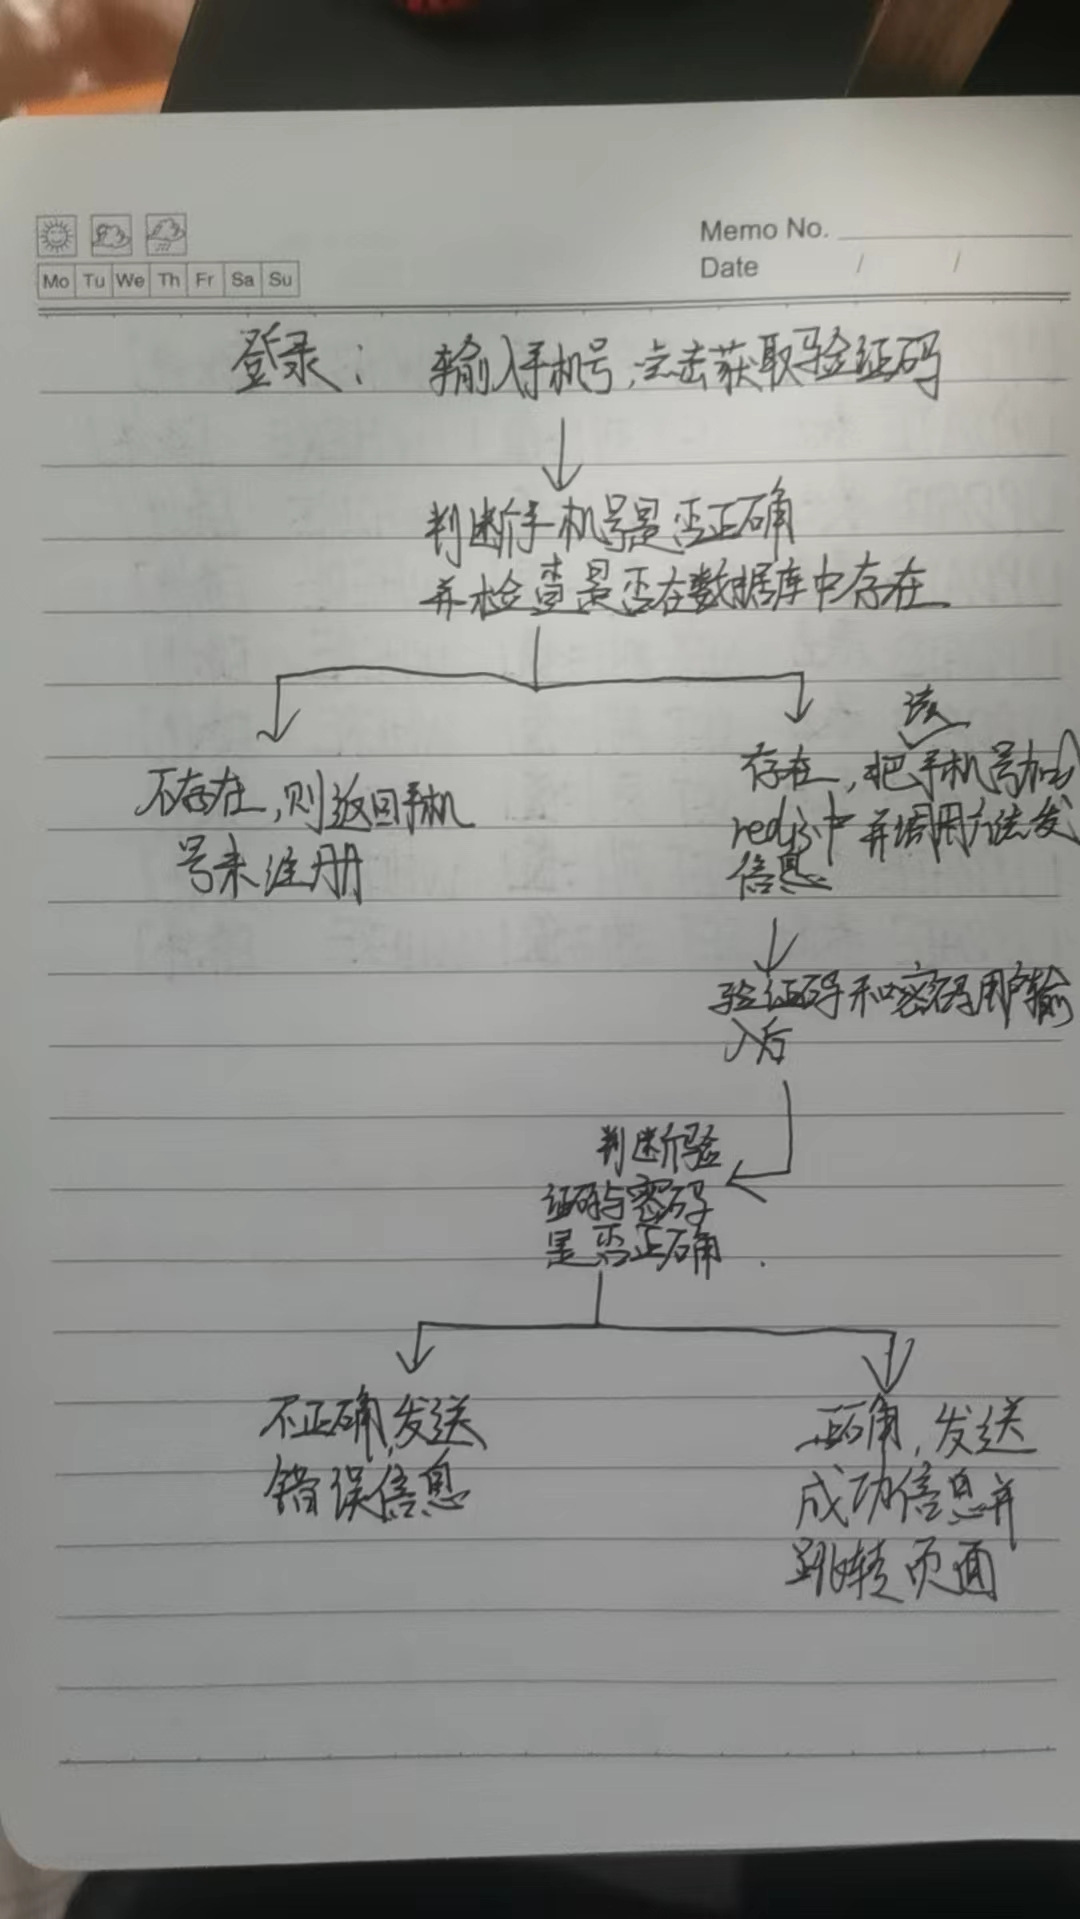 Memo No.
Mo Tu We Th Fr Sa Su
Date / /
登录: 输入手机号,点击获取验证码
判断手机号是否正确
并检查是否在数据库中存在
不存在,则返回手机
号未注册
该
存在,把手机号加
redis中并调用方法发
信息
验证码和密码用户输
入后
判断验
证码与密码
是否正确
不正确,发送
错误信息
正确,发送
成功信息并
跳转页面